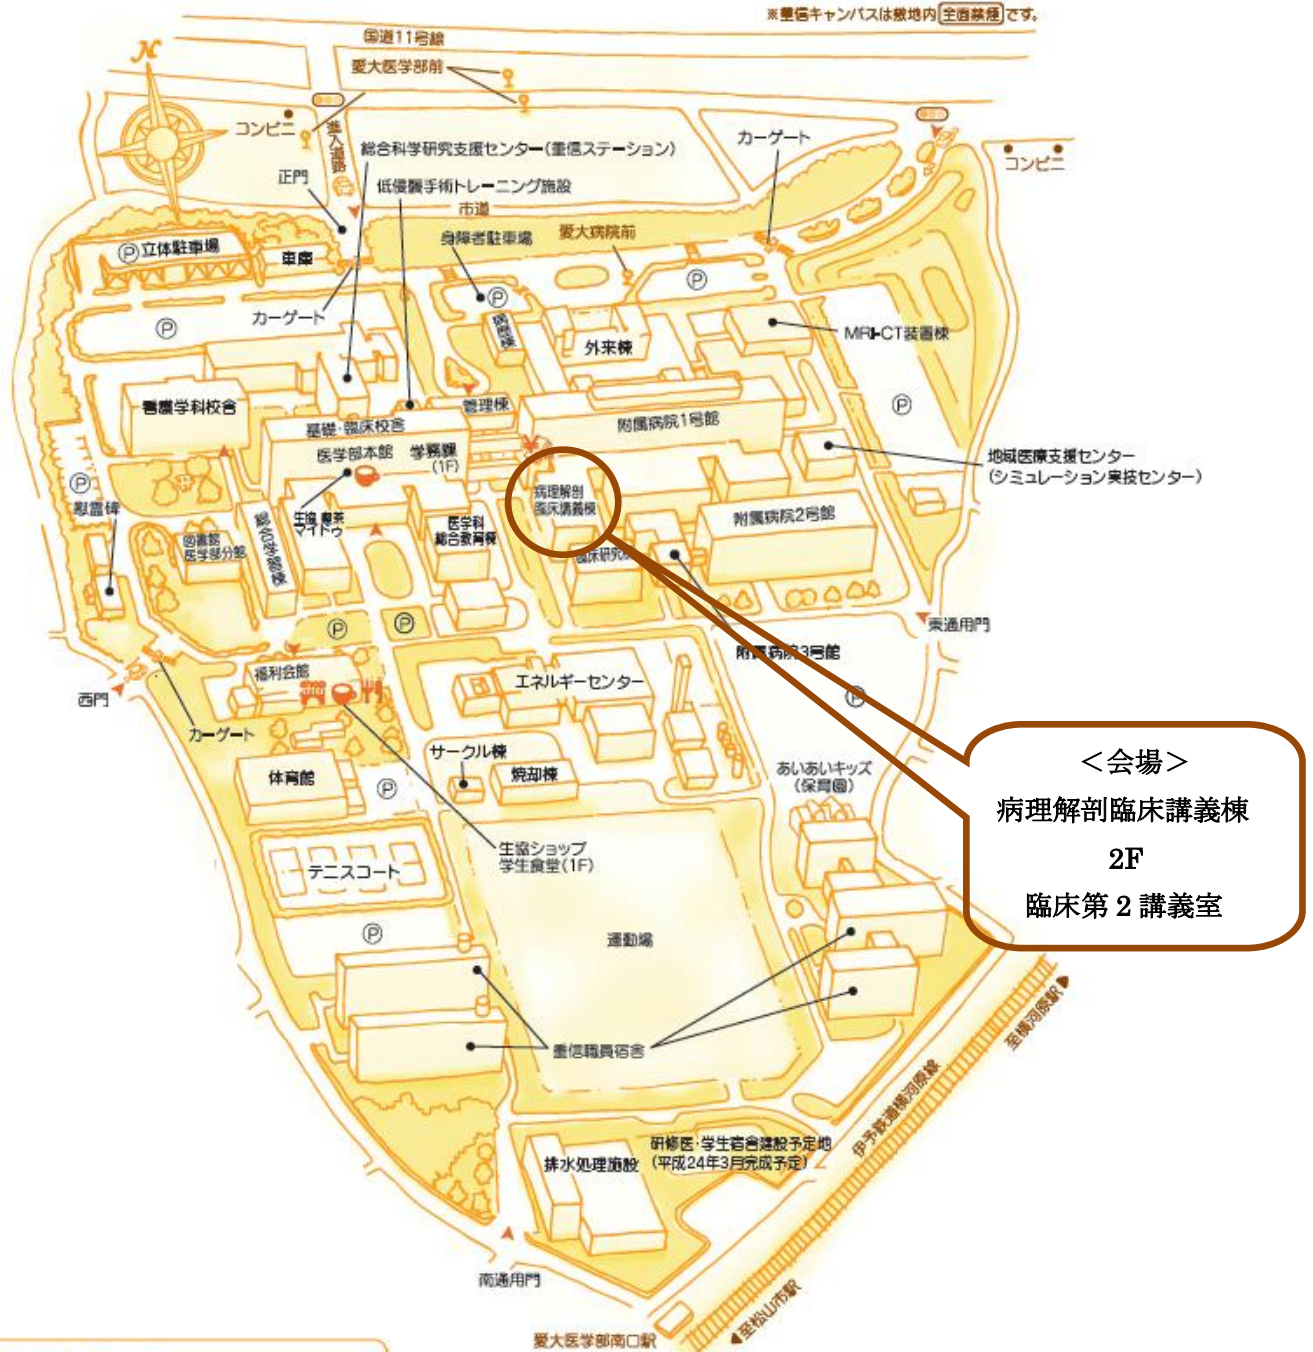 ※重信キャンパスは敷地内全面禁煙です。
国道11号線
愛大医学部前
コンビニ
進入道路
総合科学研究支援センター(重信ステーション)
カーゲート
コンビニ
正門
低侵襲手術トレーニング施設
市道
身障者駐車場
愛大病院前
P立体駐車場
車庫
P
P
カーゲート
P
外来棟
MRI-CT装置棟
看護学科校舎
管理棟
P
基礎・臨床校舎
附属病院1号館
医学部本館
学務課
(1F)
地域医療支援センター
(シミュレーション実技センター)
P
慰霊碑
生協 喫茶
マイドゥ
医学科
総合教育棟
病理解剖
臨床講義棟
附属病院2号館
図書館
医学部分館
臨床研究
P
P
東通用門
附属病院3号館
福利会館
エネルギーセンター
P
西門
カーゲート
サークル棟
体育館
焼却棟
P
あいあいキッズ
(保育園)
<会場>
病理解剖臨床講義棟
2F
臨床第2講義室
生協ショップ
学生食堂(1F)
テニスコート
P
運動場
重信職員宿舎
至横河原駅
伊予鉄道横河原線
研修医・学生宿舎建設予定地
(平成24年3月完成予定)
排水処理施設
南通用門
至松山市駅
愛大医学部南口駅
N